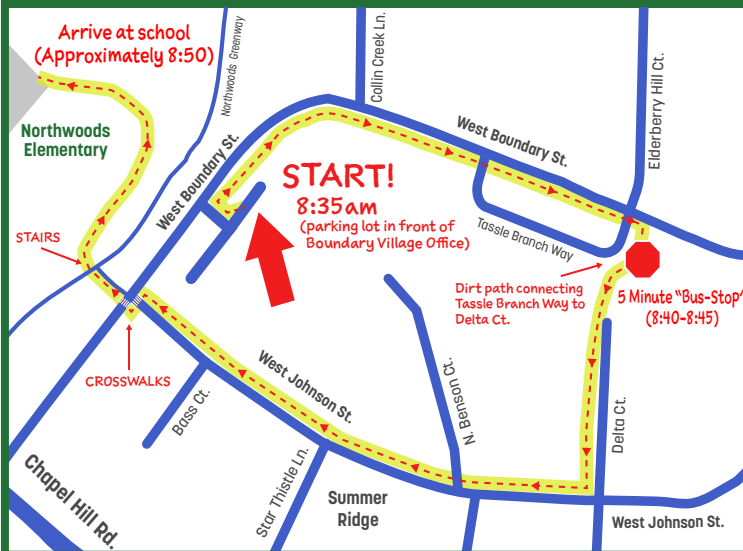 Arrive at school
(Approximately 8:50)
Northwoods Greenway
Collin Creek Ln.
Elderberry Hill Ct.
Northwoods
Elementary
West Boundary St.
West Boundary St.
START!
8:35am
(parking lot in front of
Boundary Village Office)
Tassle Branch Way
STAIRS
Dirt path connecting
Tassle Branch Way to
Delta Ct.
5 Minute "Bus-Stop"
(8:40-8:45)
CROSSWALKS
West Johnson St.
Bass Ct.
N. Benson Ct.
Delta Ct.
Star Thistle Ln.
Chapel Hill Rd.
Summer
Ridge
West Johnson St.